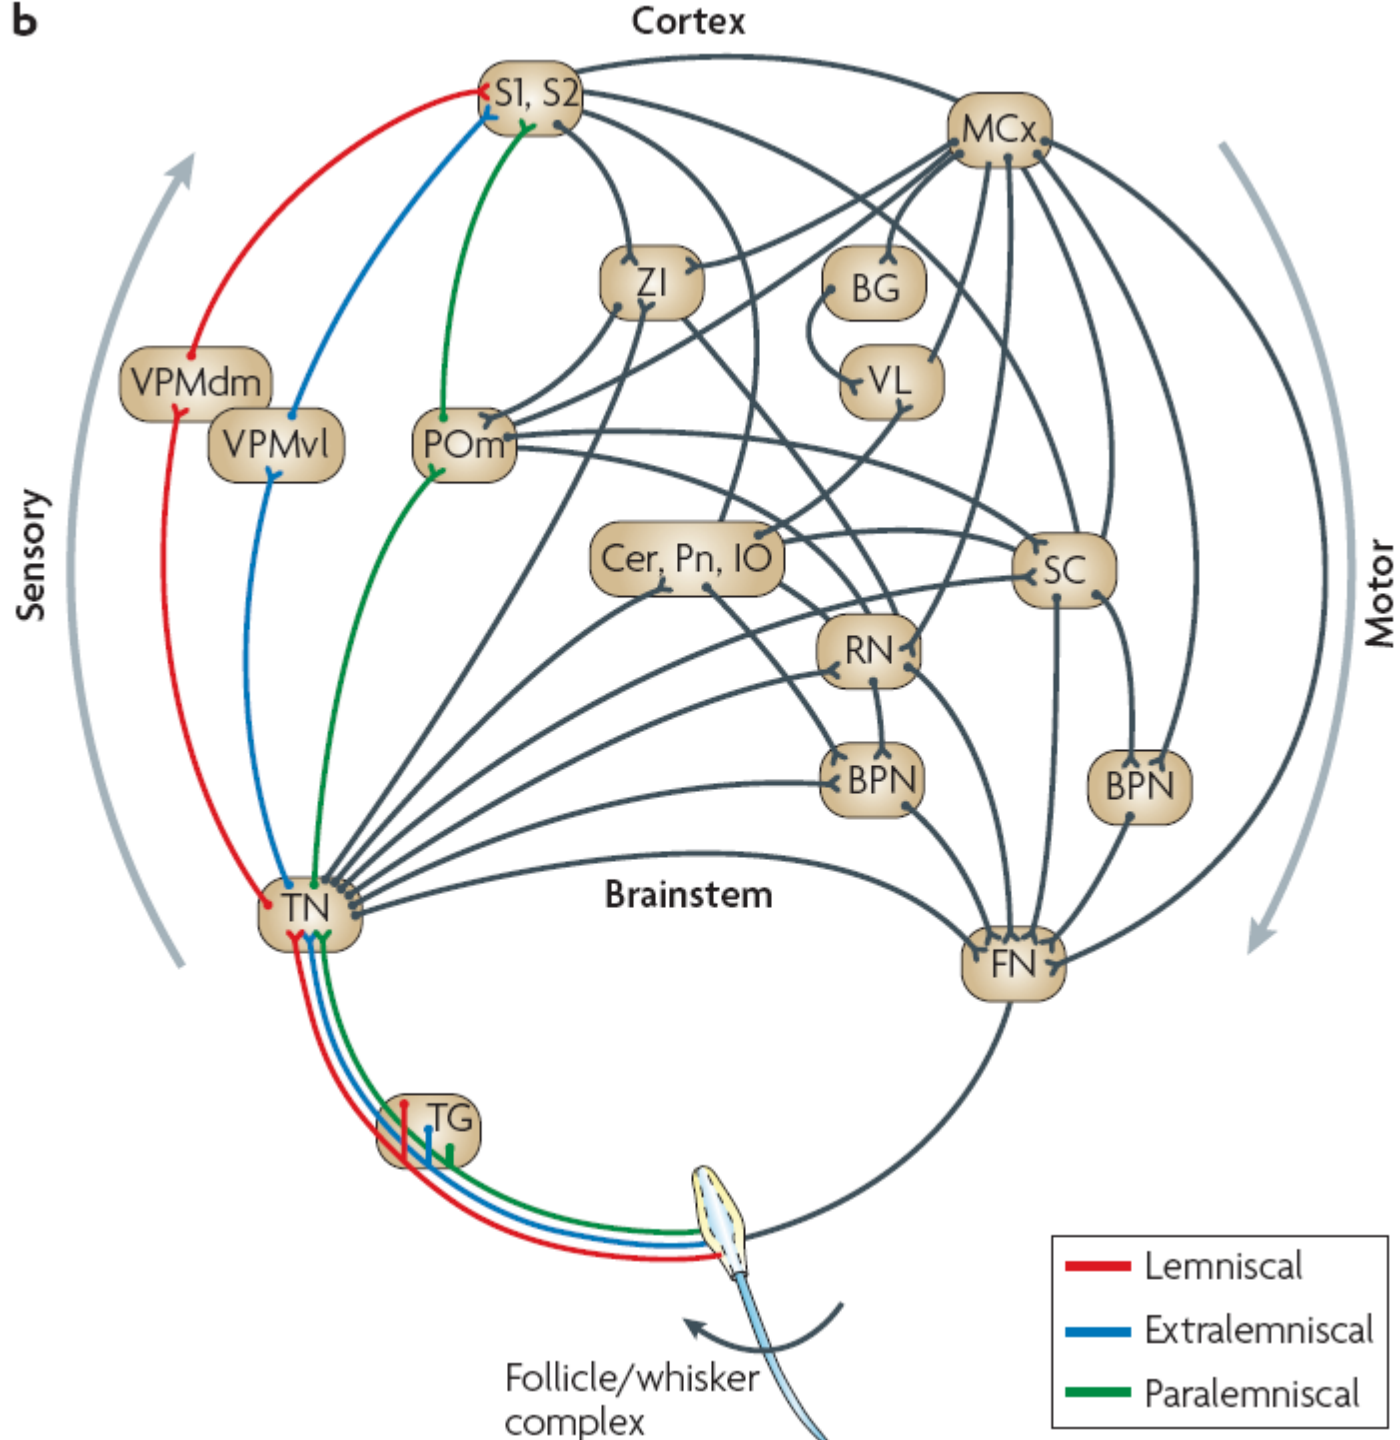 b
Cortex
S1, S2
MCx
ZI
BG
VPMdm
VL
VPMvl
POm
Sensory
Cer, Pn, IO
SC
Motor
RN
BPN
BPN
TN
Brainstem
FN
TG
Lemniscal
Extralemniscal
Paralemniscal
Follicle/whisker
complex